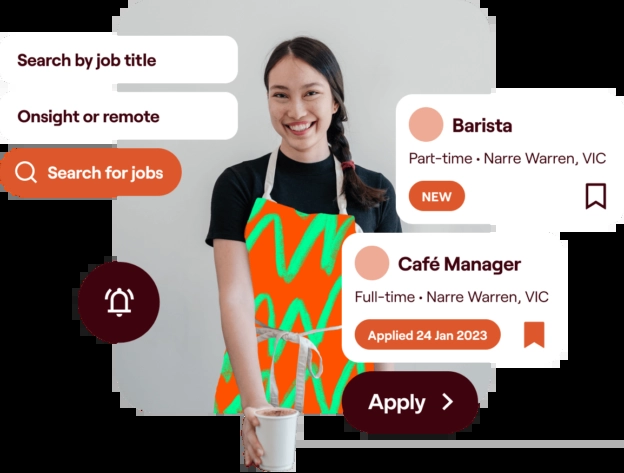 Search by job title
Onsight or remote
Search for jobs
Barista
Part-time • Narre Warren, VIC
NEW
Café Manager
Full-time • Narre Warren, VIC
Applied 24 Jan 2023
Apply